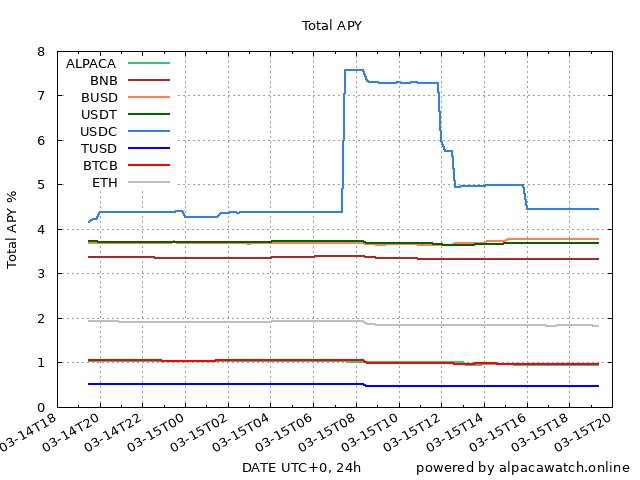 Total APY
8
7
6
5
4
3
2
1
0
Total APY %
ALPACA
BNB
BUSD
USDT
USDC
TUSD
BTCB
ETH
03-14T18
03-14T20
03-14T22
03-15T00
03-15T02
03-15T04
03-15T06
03-15T08
03-15T10
03-15T12
03-15T14
03-15T16
03-15T18
03-15T20
DATE UTC+0, 24h
powered by alpacawatch.online